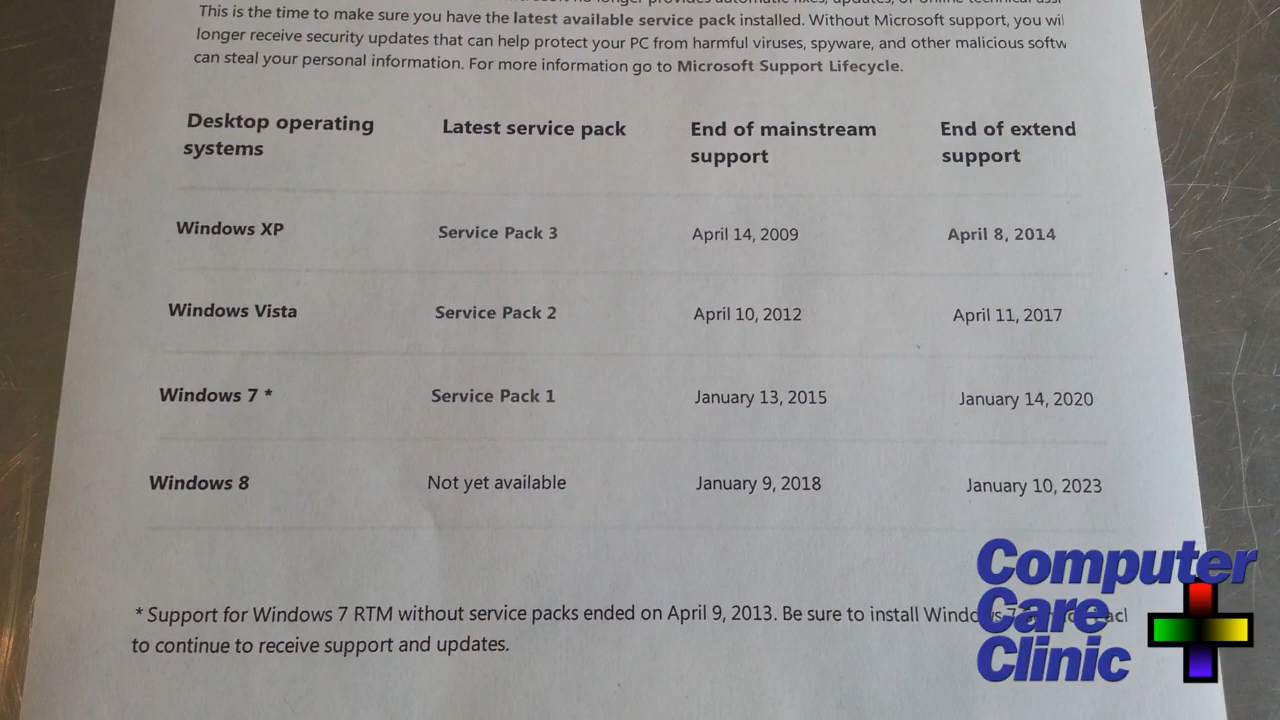 This is the time to make sure you have the latest available service pack installed. Without Microsoft support, you wil
longer receive security updates that can help protect your PC from harmful viruses, spyware, and other malicious softw
can steal your personal information. For more information go to Microsoft Support Lifecycle.
Desktop operating systems Latest service pack End of mainstream support End of extend support
Windows XP Service Pack 3 April 14, 2009 April 8, 2014
Windows Vista Service Pack 2 April 10, 2012 April 11, 2017
Windows 7 * Service Pack 1 January 13, 2015 January 14, 2020
Windows 8 Not yet available January 9, 2018 January 10, 2023
* Support for Windows 7 RTM without service packs ended on April 9, 2013. Be sure to install Windows 7
to continue to receive support and updates.
Computer
Care
Clinic